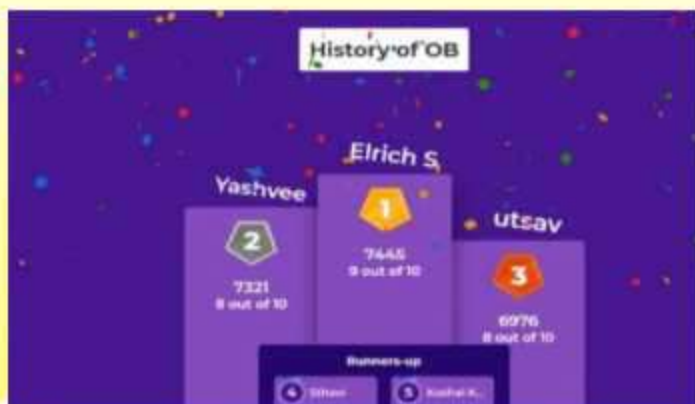 History of OB
Elrich S
Yashvee
utsav
1
7445
9 out of 10
2
7321
8 out of 10
3
6976
8 out of 10
Runners-up
4
5